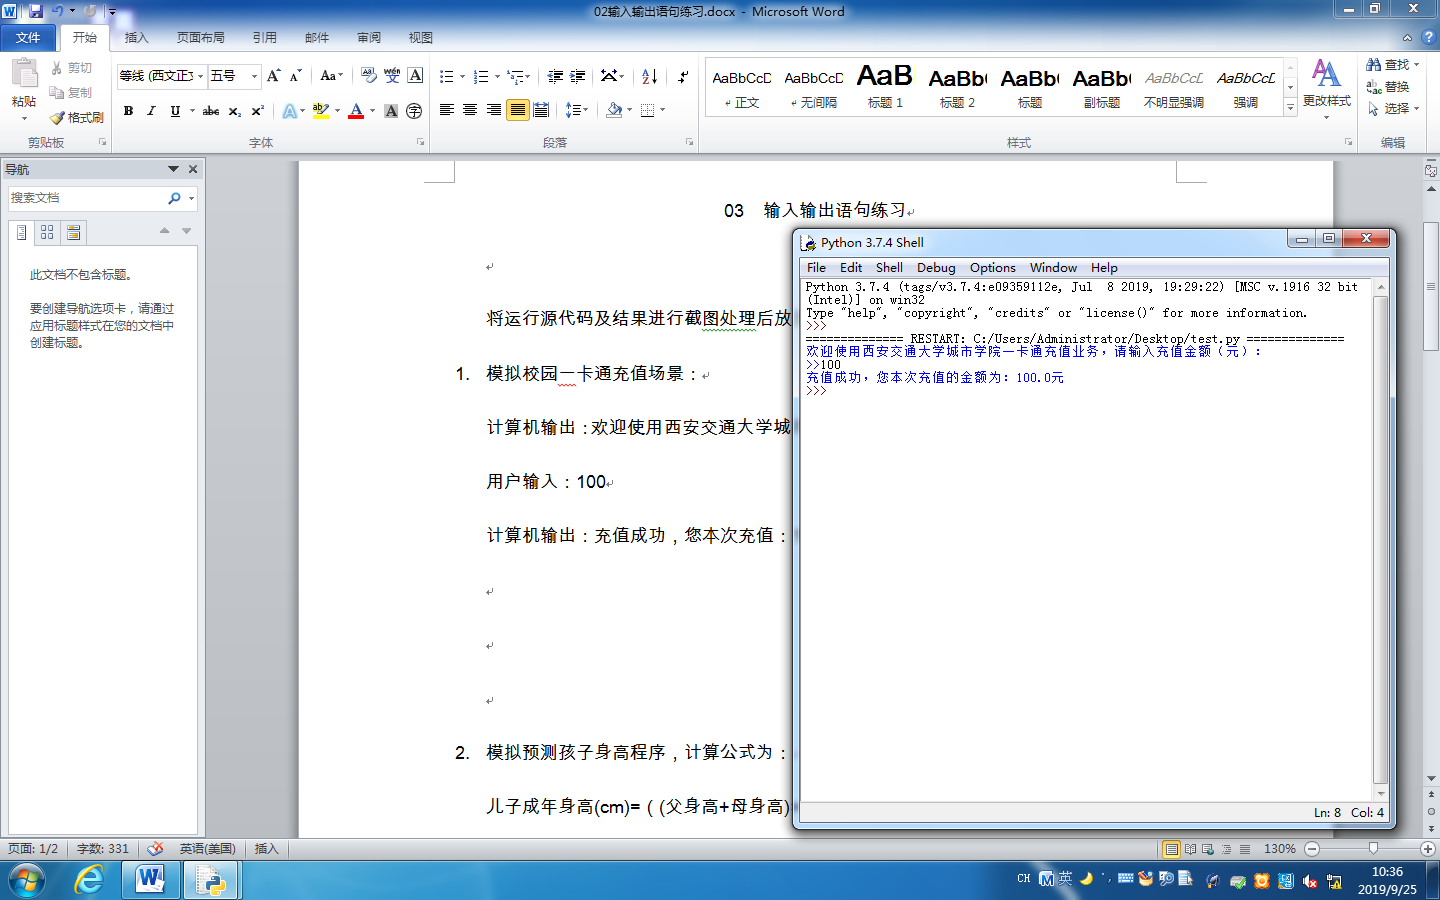 02输入输出语句练习.docx - Microsoft Word
文件 开始 插入 页面布局 引用 邮件 审阅 视图
粘贴 剪切 复制 格式刷
等线 (西文正文 五号
AaBbCcD AaBbCcD AaB AaBb( AaBb( AaBb( AaBbCcD AaBbCcD
正文 无间隔 标题 1 标题 2 标题 副标题 不明显强调 强调
更改样式
查找
替换
选择
剪贴板 字体 段落 样式 编辑
导航
搜索文档
此文档不包含标题。
要创建导航选项卡，请通过
应用标题样式在您的文档中
创建标题。
03 输入输出语句练习
将运行源代码及结果进行截图处理后放
1. 模拟校园一卡通充值场景：
计算机输出：欢迎使用西安交通大学城
用户输入：100
计算机输出：充值成功，您本次充值：
2. 模拟预测孩子身高程序，计算公式为：
儿子成年身高(cm)=（(父身高+母身高)
Python 3.7.4 Shell
File Edit Shell Debug Options Window Help
Python 3.7.4 (tags/v3.7.4:e09359112e, Jul  8 2019, 19:29:22) [MSC v.1916 32 bit
(Intel)] on win32
Type "help", "copyright", "credits" or "license()" for more information.
>>>
============== RESTART: C:/Users/Administrator/Desktop/test.py ==============
欢迎使用西安交通大学城市学院一卡通充值业务，请输入充值金额（元）：
>>100
充值成功，您本次充值的金额为：100.0元
>>>
Ln: 8 Col: 4
页面: 1/2 字数: 331 英语(美国) 插入 130%
CH 英
10:36
2019/9/25